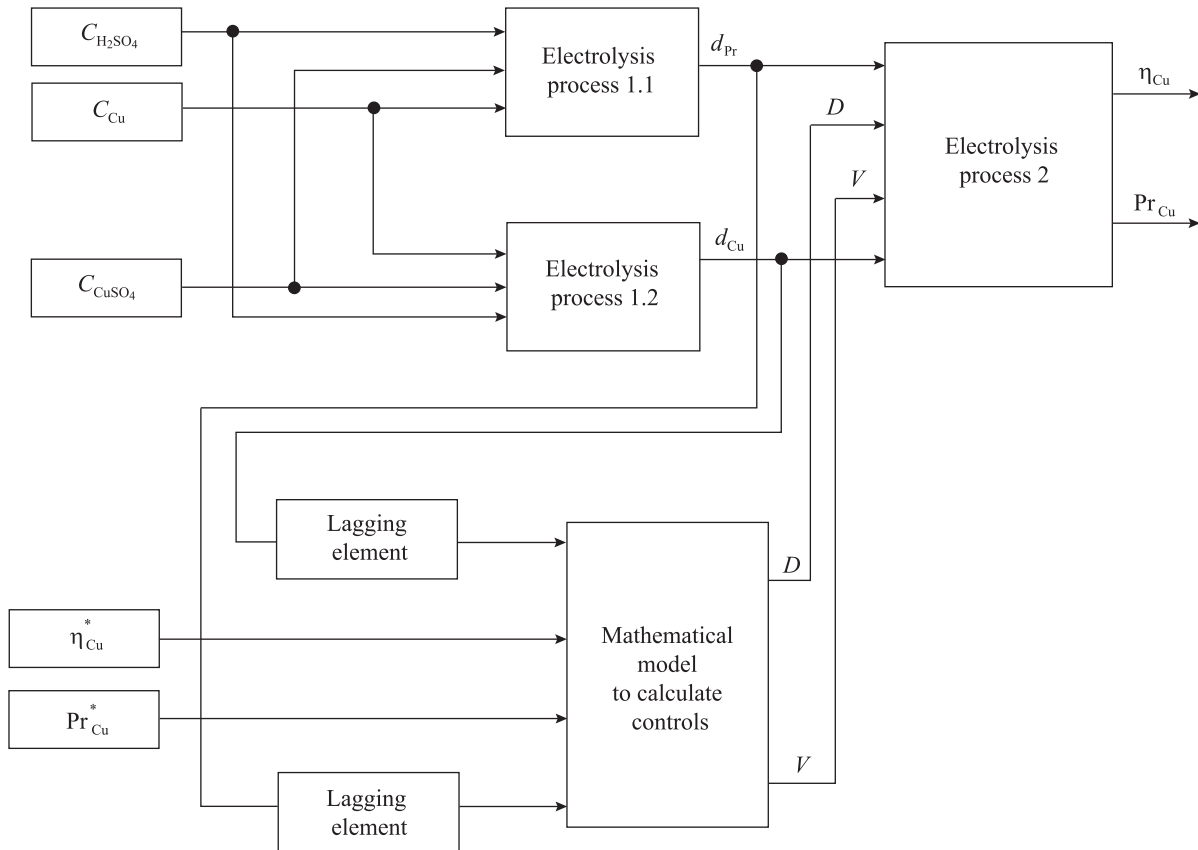 C_H₂SO₄
C_Cu
C_CuSO₄
Electrolysis
process 1.1
d_Pr
Electrolysis
process 1.2
d_Cu
D
V
Electrolysis
process 2
η_Cu
Pr_Cu
Lagging
element
η*_Cu
Pr*_Cu
Lagging
element
Mathematical
model
to calculate
controls
D
V